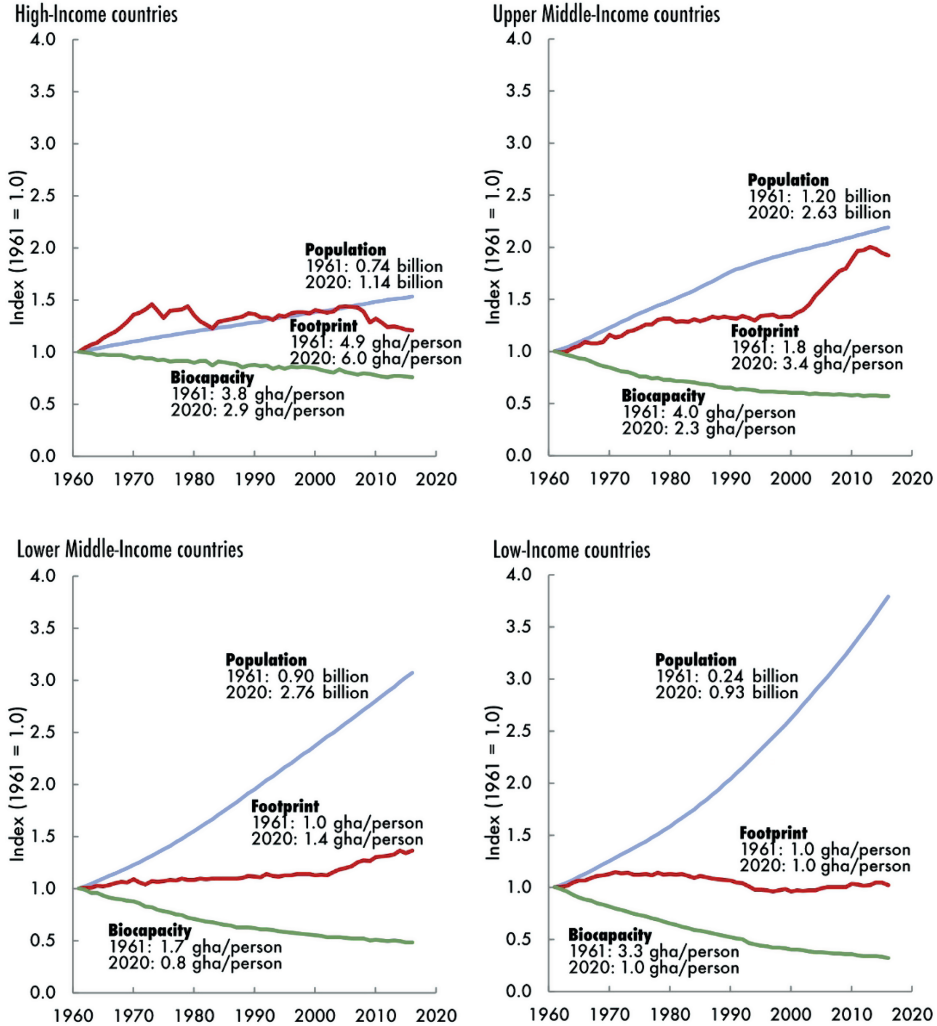 High-Income countries
4.0
3.5
3.0
2.5
2.0
1.5
1.0
0.5
0.0
Index (1961 = 1.0)
Population
1961: 0.74 billion
2020: 1.14 billion
Footprint
1961: 4.9 gha/person
2020: 6.0 gha/person
Biocapacity
1961: 3.8 gha/person
2020: 2.9 gha/person
1960 1970 1980 1990 2000 2010 2020
Upper Middle-Income countries
4.0
3.5
3.0
2.5
2.0
1.5
1.0
0.5
0.0
Index (1961 = 1.0)
Population
1961: 1.20 billion
2020: 2.63 billion
Footprint
1961: 1.8 gha/person
2020: 3.4 gha/person
Biocapacity
1961: 4.0 gha/person
2020: 2.3 gha/person
1960 1970 1980 1990 2000 2010 2020
Lower Middle-Income countries
4.0
3.5
3.0
2.5
2.0
1.5
1.0
0.5
0.0
Index (1961 = 1.0)
Population
1961: 0.90 billion
2020: 2.76 billion
Footprint
1961: 1.0 gha/person
2020: 1.4 gha/person
Biocapacity
1961: 1.7 gha/person
2020: 0.8 gha/person
1960 1970 1980 1990 2000 2010 2020
Low-Income countries
4.0
3.5
3.0
2.5
2.0
1.5
1.0
0.5
0.0
Index (1961 = 1.0)
Population
1961: 0.24 billion
2020: 0.93 billion
Footprint
1961: 1.0 gha/person
2020: 1.0 gha/person
Biocapacity
1961: 3.3 gha/person
2020: 1.0 gha/person
1960 1970 1980 1990 2000 2010 2020